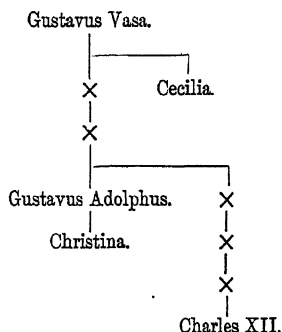 Gustavus Vasa.
Cecilia.
Gustavus Adolphus.
Christina.
Charles XII.